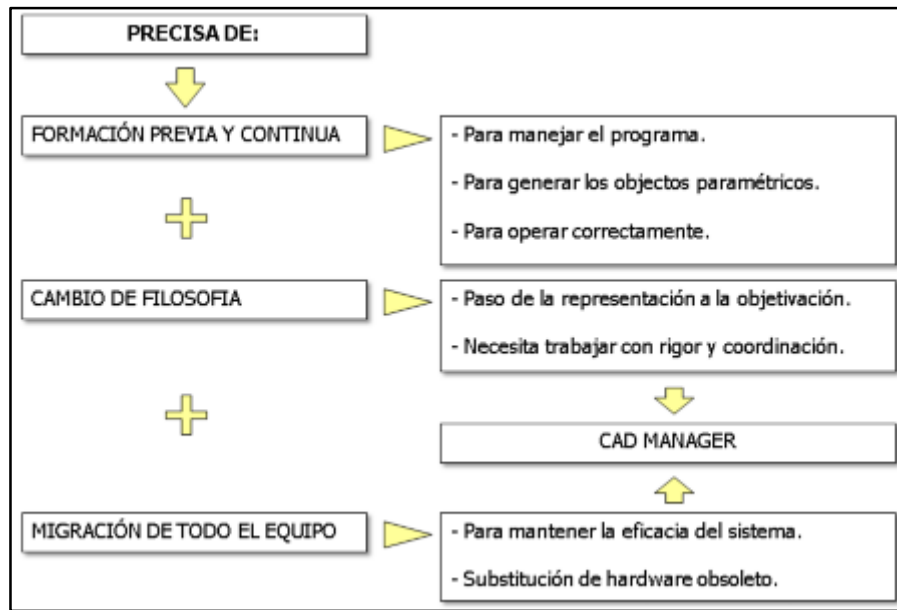 PRECISA DE:
FORMACIÓN PREVIA Y CONTINUA
- Para manejar el programa.
- Para generar los objectos paramétricos.
- Para operar correctamente.
CAMBIO DE FILOSOFIA
- Paso de la representación a la objetivación.
- Necesita trabajar con rigor y coordinación.
CAD MANAGER
MIGRACIÓN DE TODO EL EQUIPO
- Para mantener la eficacia del sistema.
- Substitución de hardware obsoleto.